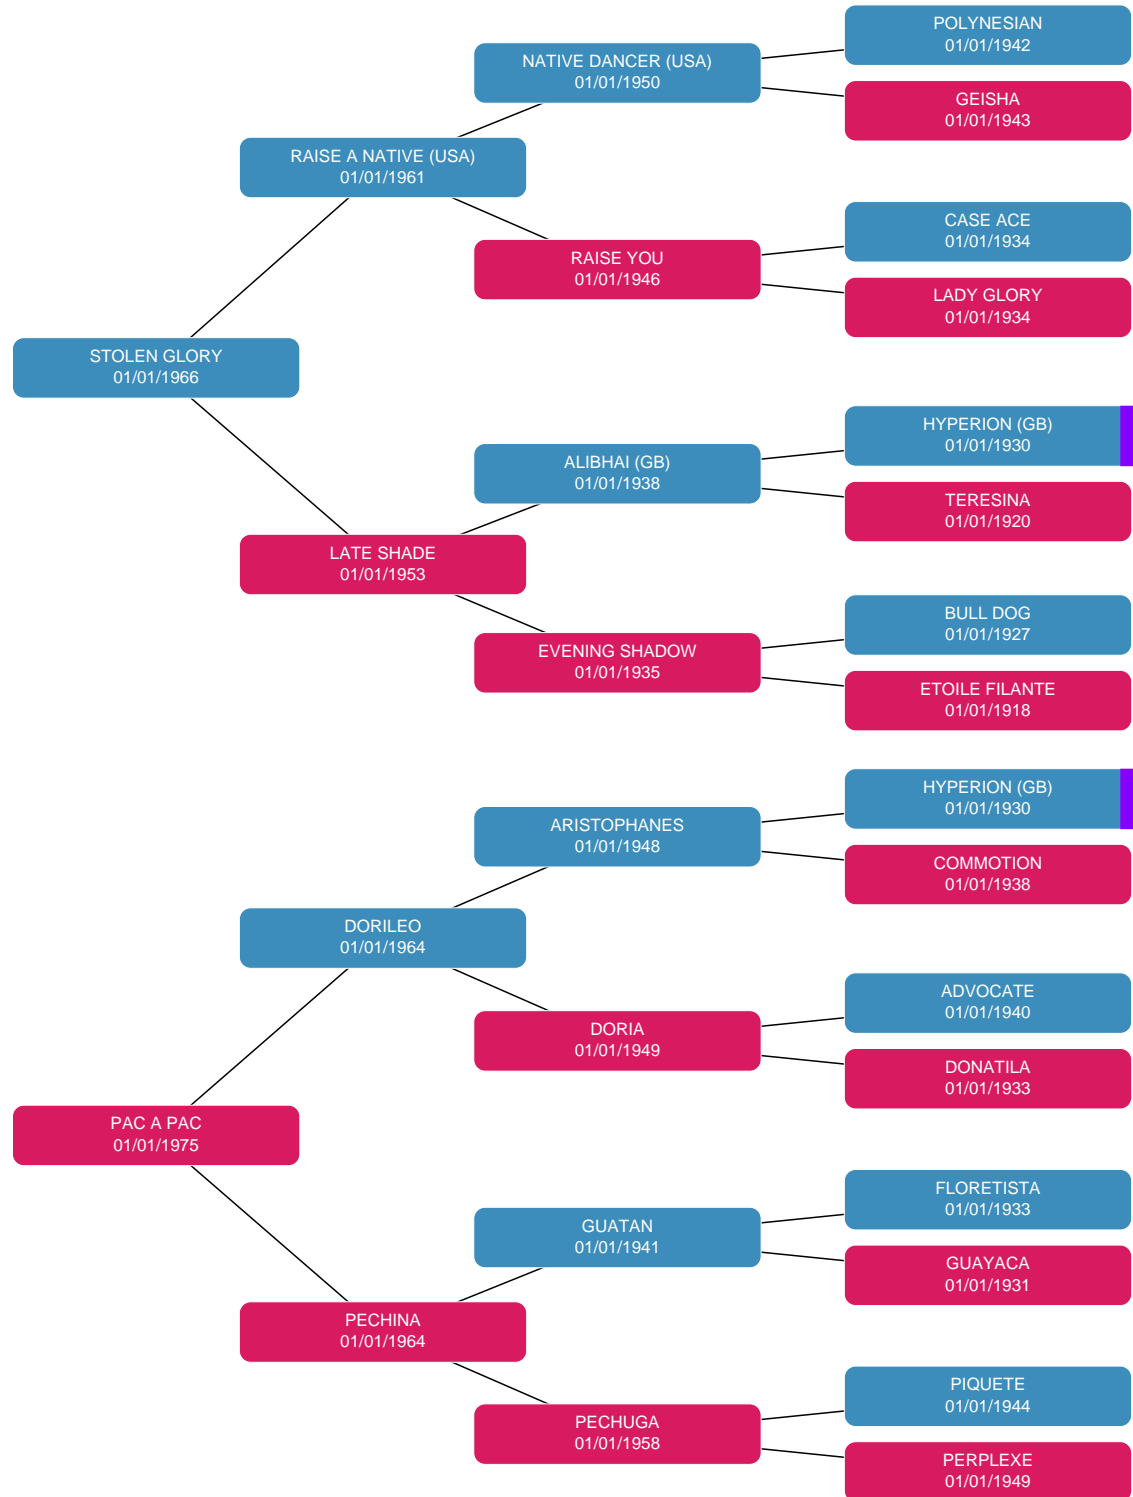 POLYNESIAN
01/01/1942
NATIVE DANCER (USA)
01/01/1950
GEISHA
01/01/1943
RAISE A NATIVE (USA)
01/01/1961
CASE ACE
01/01/1934
RAISE YOU
01/01/1946
LADY GLORY
01/01/1934
STOLEN GLORY
01/01/1966
HYPERION (GB)
01/01/1930
ALIBHAI (GB)
01/01/1938
TERESINA
01/01/1920
LATE SHADE
01/01/1953
BULL DOG
01/01/1927
EVENING SHADOW
01/01/1935
ETOILE FILANTE
01/01/1918
HYPERION (GB)
01/01/1930
ARISTOPHANES
01/01/1948
COMMOTION
01/01/1938
DORILEO
01/01/1964
ADVOCATE
01/01/1940
DORIA
01/01/1949
DONATILA
01/01/1933
PAC A PAC
01/01/1975
FLORETISTA
01/01/1933
GUATAN
01/01/1941
GUAYACA
01/01/1931
PECHINA
01/01/1964
PIQUETE
01/01/1944
PECHUGA
01/01/1958
PERPLEXE
01/01/1949